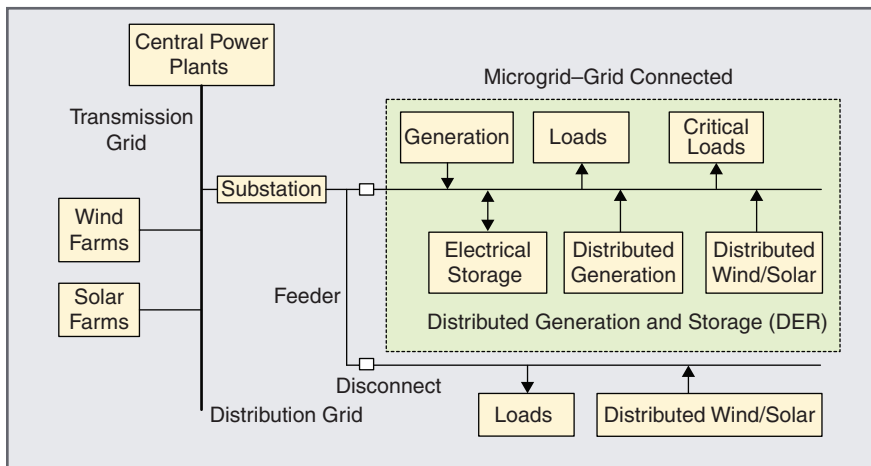 Central Power
Plants
Microgrid–Grid Connected
Transmission
Grid
Generation
Loads
Critical
Loads
Substation
Wind
Farms
Electrical
Storage
Distributed
Generation
Distributed
Wind/Solar
Solar
Farms
Feeder
Distributed Generation and Storage (DER)
Disconnect
Distribution Grid
Loads
Distributed Wind/Solar